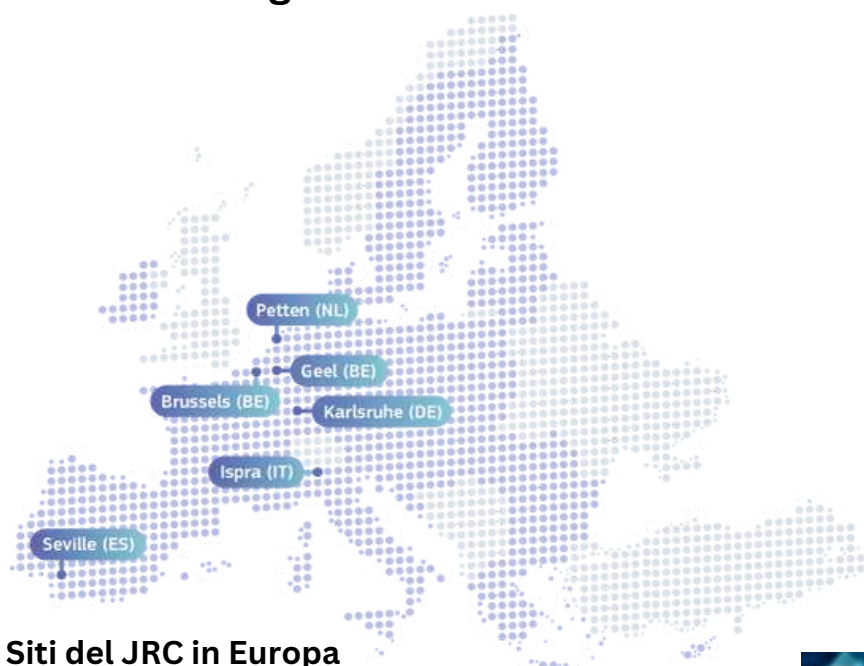 Petten (NL)
Geel (BE)
Brussels (BE)
Karlsruhe (DE)
Ispra (IT)
Seville (ES)
Siti del JRC in Europa